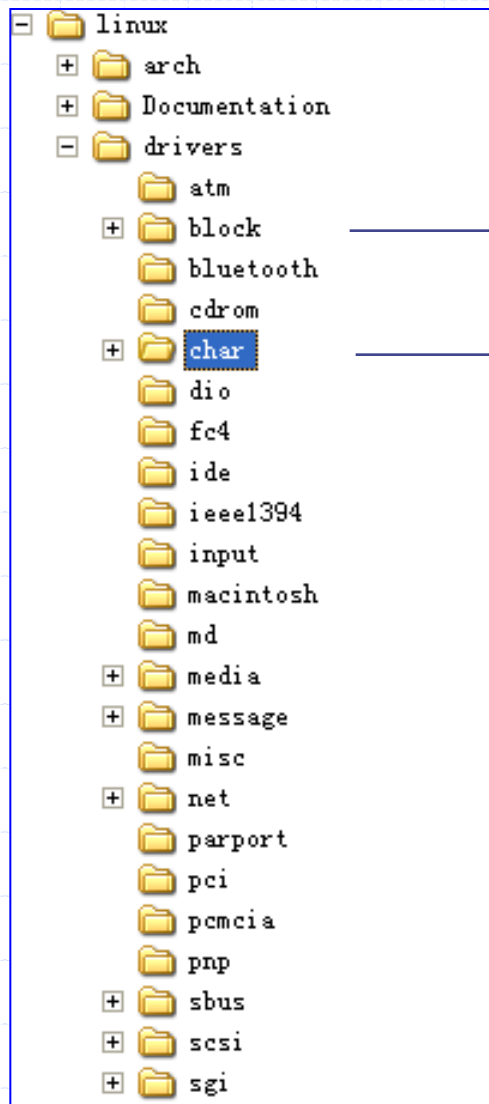 linux
arch
Documentation
drivers
atm
block
bluetooth
cdrom
char
dio
fc4
ide
ieee1394
input
macintosh
md
media
message
misc
net
parport
pci
pcmcia
pnp
sbus
scsi
sgi